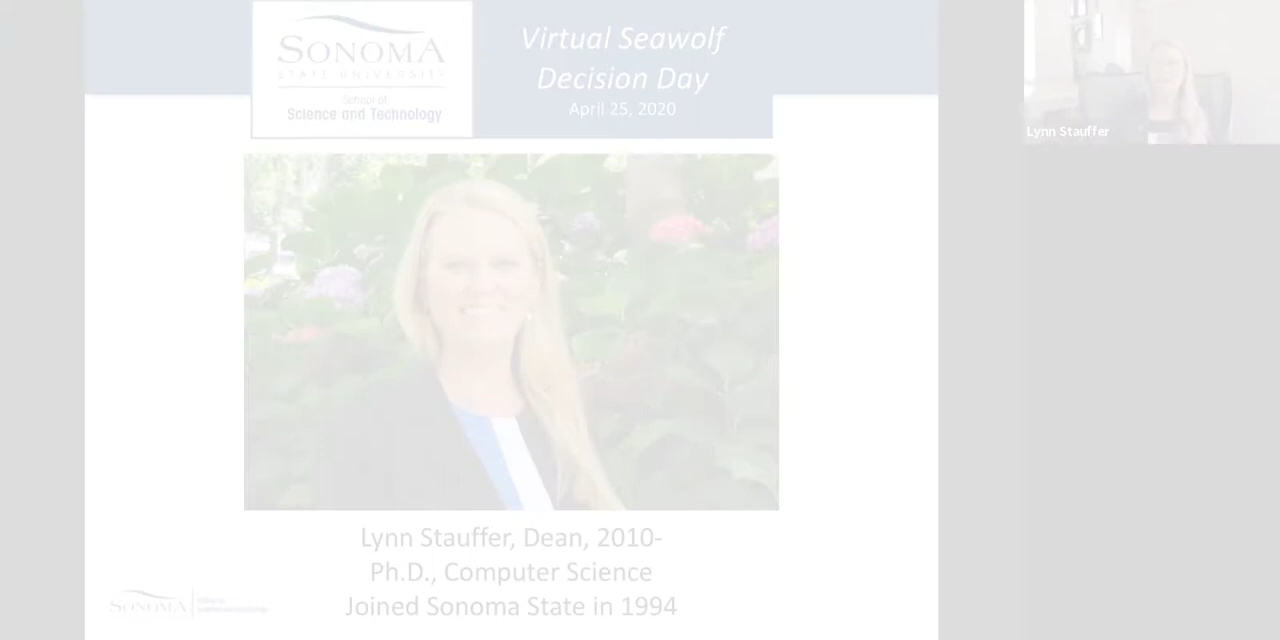 SONOMA
STATE UNIVERSITY
School of
Science and Technology
Virtual Seawolf
Decision Day
April 25, 2020
Lynn Stauffer
Lynn Stauffer, Dean, 2010-
Ph.D., Computer Science
Joined Sonoma State in 1994
SONOMA